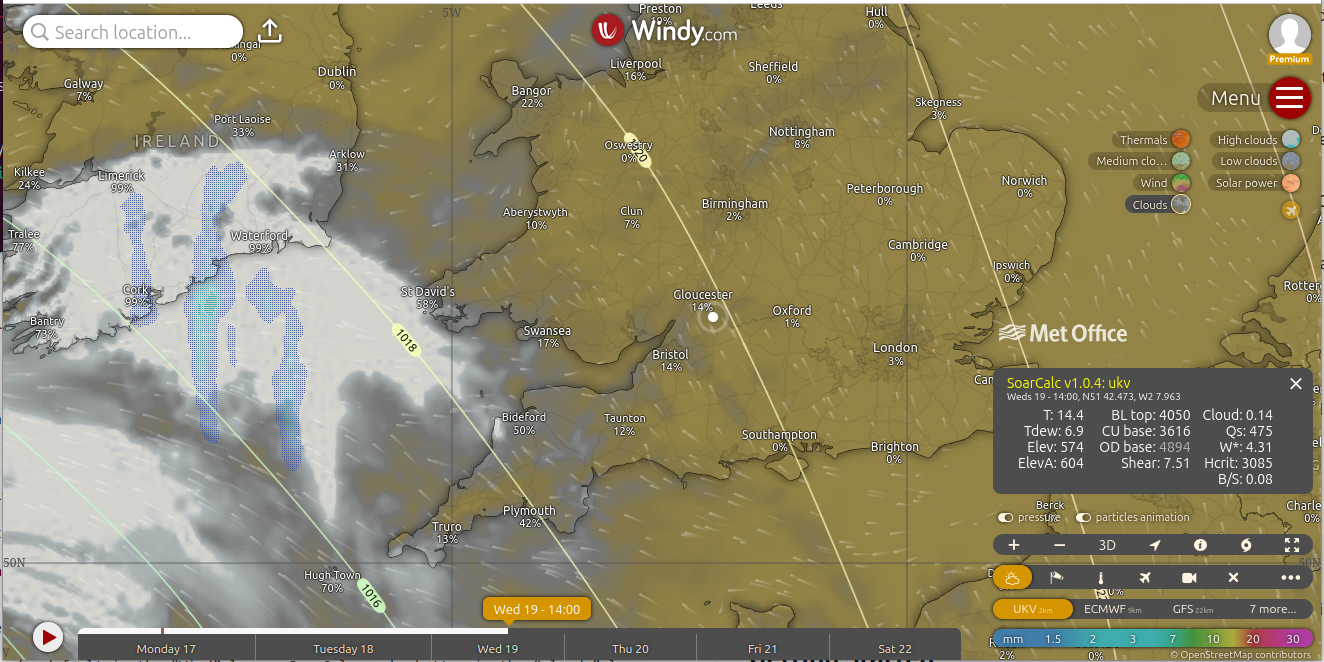 Search location...
Windy.com
Premium
Menu
Thermals
High clouds
Medium clo...
Low clouds
Wind
Solar power
Clouds
5W
Preston
Leeds
Hull
0%
0%
Galway
7%
Dublin
0%
Liverpool
16%
Sheffield
0%
Bangor
22%
Skegness
3%
Port Laoise
33%
IRELAND
Nottingham
8%
Oswestry
0%
Arklow
31%
Kilkee
24%
Limerick
99%
Norwich
0%
Peterborough
0%
Birmingham
2%
Aberystwyth
10%
Clun
7%
Tralee
77%
Waterford
99%
Cambridge
0%
Ipswich
0%
Cork
99%
St David's
58%
Gloucester
14%
Oxford
1%
Rotter
0%
Bantry
73%
1018
Swansea
17%
Bristol
14%
London
3%
Met Office
Bideford
50%
Taunton
12%
Southampton
0%
Brighton
0%
Plymouth
42%
Truro
13%
50N
Hugh Town
70%
1016
SoarCalc v1.0.4: ukv
Weds 19 - 14:00, N51 42.473, W2 7.963
T: 14.4 BL top: 4050 Cloud: 0.14
Tdew: 6.9 CU base: 3616 Qs: 475
Elev: 574 OD base: 4894 W*: 4.31
ElevA: 604 Shear: 7.51 Hcrit: 3085
B/S: 0.08
Berck
Charle
0%
pressure
particles animation
3D
UKV 2km ECMWF 9km GFS 22km 7 more...
mm 1.5 2 3 7 10 20 30
2%
0%
© OpenStreetMap contributors
Wed 19 - 14:00
Monday 17 Tuesday 18 Wed 19 Thu 20 Fri 21 Sat 22